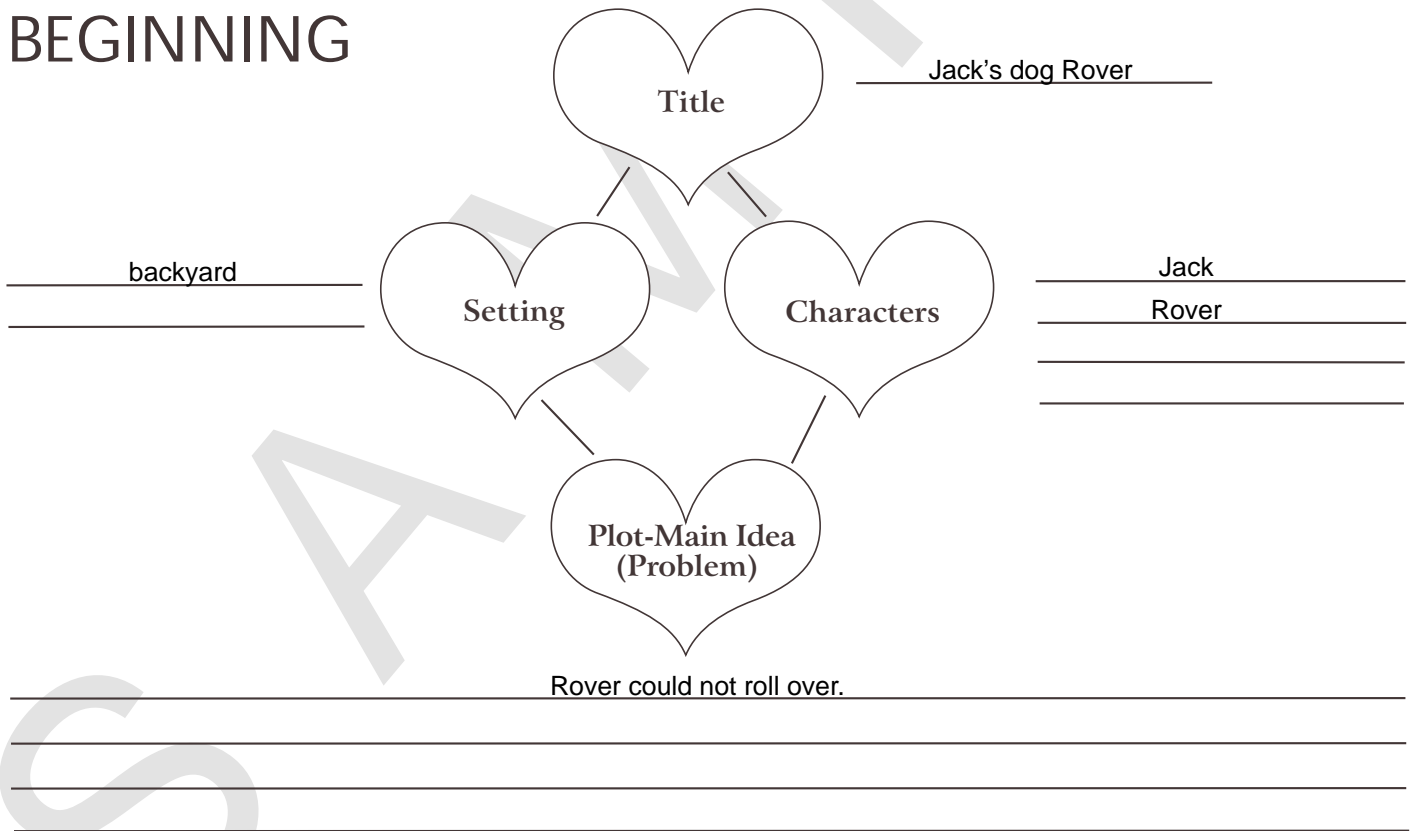 BEGINNING
Title
Jack's dog Rover
Setting
backyard
Characters
Jack
Rover
Plot-Main Idea
(Problem)
Rover could not roll over.